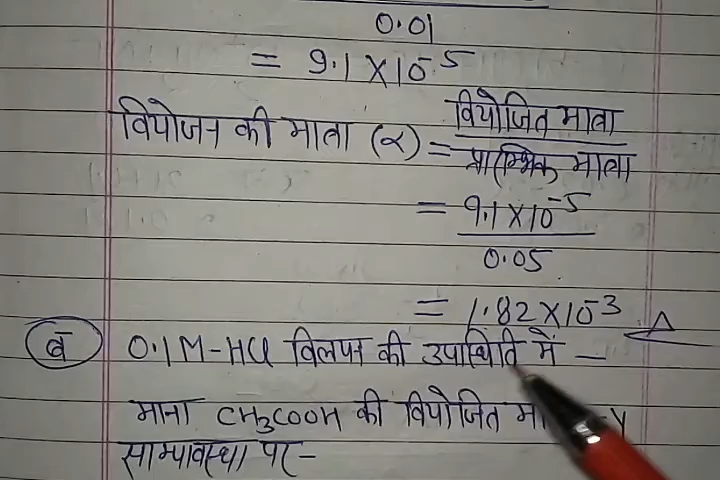 0.01
= 9.1 × 10⁻⁵
वियोजन की मात्रा (α) = वियोजित मात्रा
प्रारम्भिक मात्रा
= 9.1 × 10⁻⁵
0.05
= 1.82 × 10⁻³
ब 0.1 M-HCl विलयन की उपस्थिति में —
माना CH₃COOH की वियोजित Y
साम्यावस्था पर-